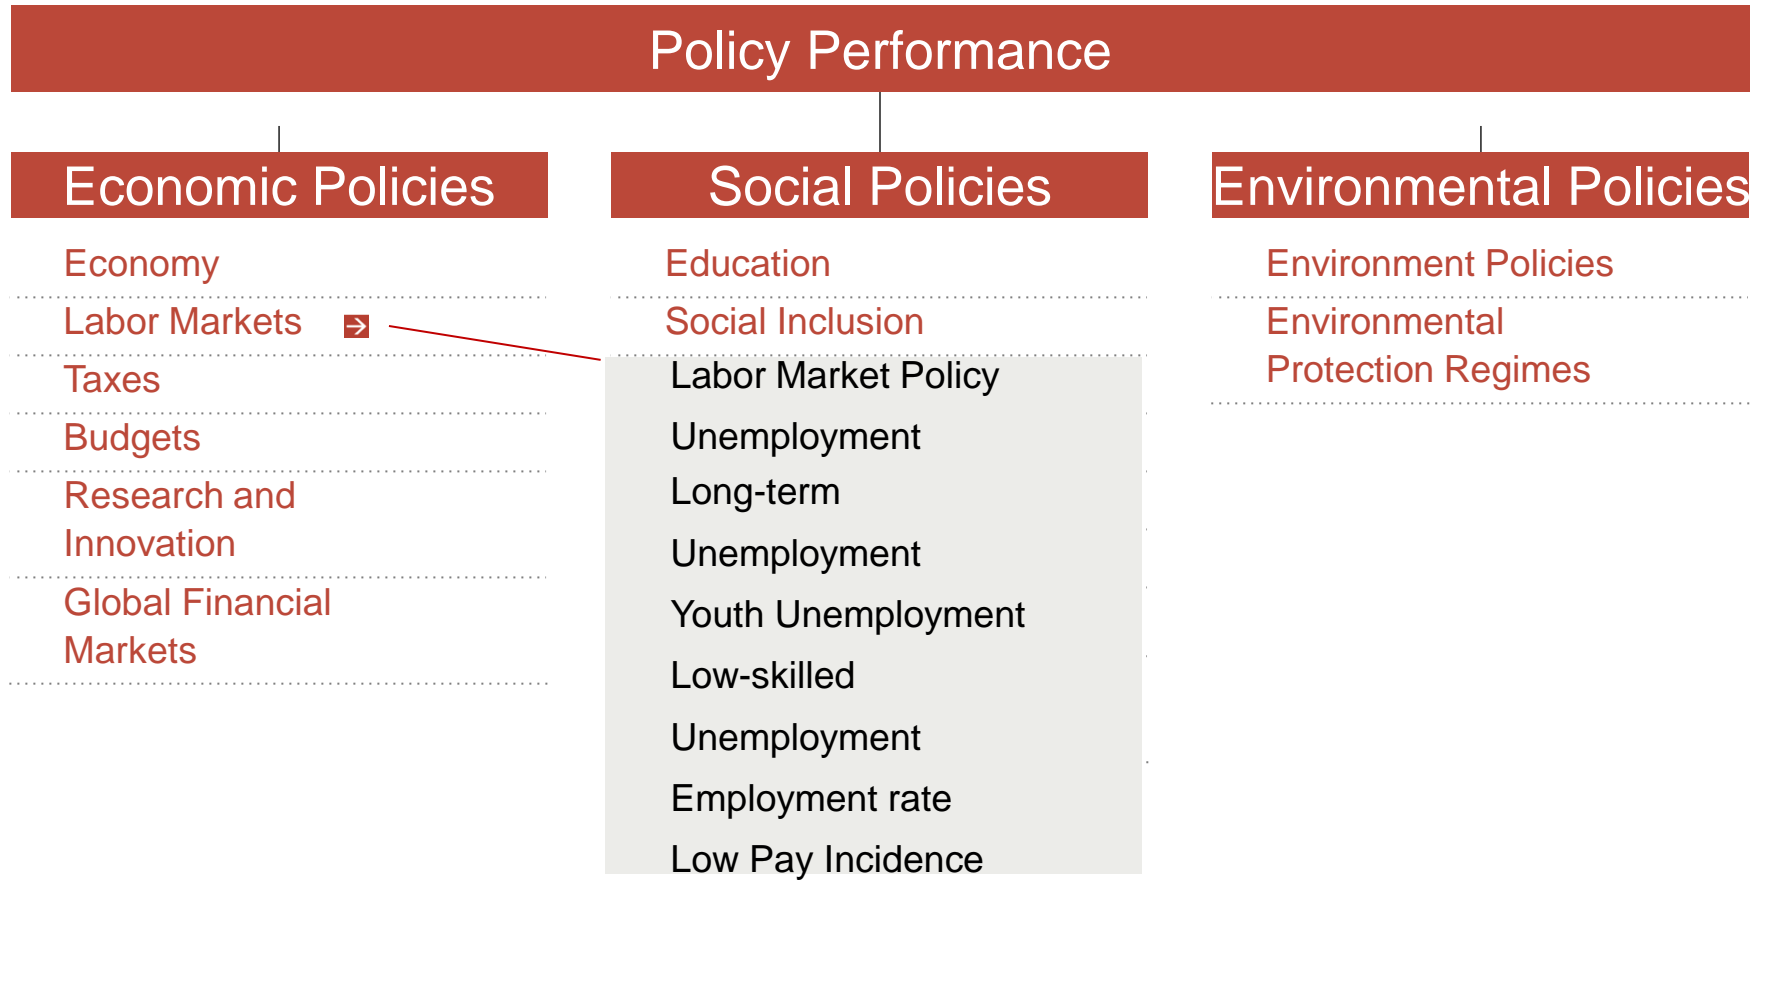 Policy Performance
Economic Policies
Economy
Labor Markets
Taxes
Budgets
Research and
Innovation
Global Financial
Markets
Social Policies
Education
Social Inclusion
Labor Market Policy
Unemployment
Long-term
Unemployment
Youth Unemployment
Low-skilled
Unemployment
Employment rate
Low Pay Incidence
Environmental Policies
Environment Policies
Environmental
Protection Regimes